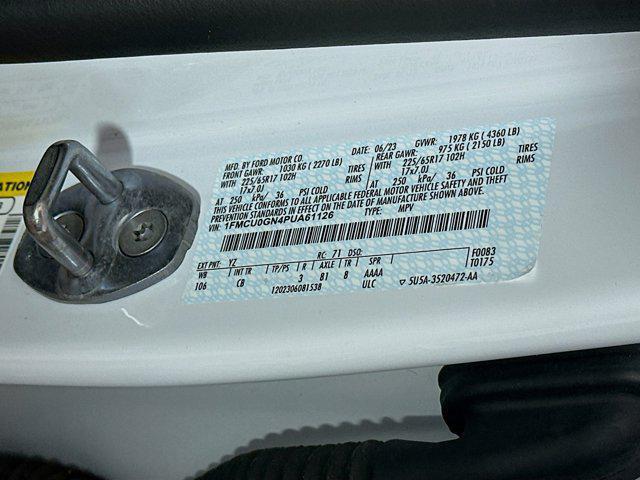 MFD. BY FORD MOTOR CO.
DATE: 06/23 GVWR: 1978 KG ( 4360 LB)
FRONT GAWR: 1030 KG ( 2270 LB) REAR GAWR: 975 KG ( 2150 LB)
WITH 225/65R17 102H TIRES WITH 225/65R17 102H TIRES
17x7.0J RIMS 17x7.0J RIMS
AT 250 kPa/ 36 PSI COLD AT 250 kPa/ 36 PSI COLD
THIS VEHICLE CONFORMS TO ALL APPLICABLE FEDERAL MOTOR VEHICLE SAFETY AND THEFT
PREVENTION STANDARDS IN EFFECT ON THE DATE OF MANUFACTURE SHOWN ABOVE.
VIN: 1FMCU0GN4PUA61126 TYPE: MPV
EXT PNT: YZ RC: 71 DSO: F0083
WB INT TR TP/PS R AXLE TR SPR T0175
106 CB 3 81 8 AAAA
1202306081538 ULC 5U5A-3520472-AA